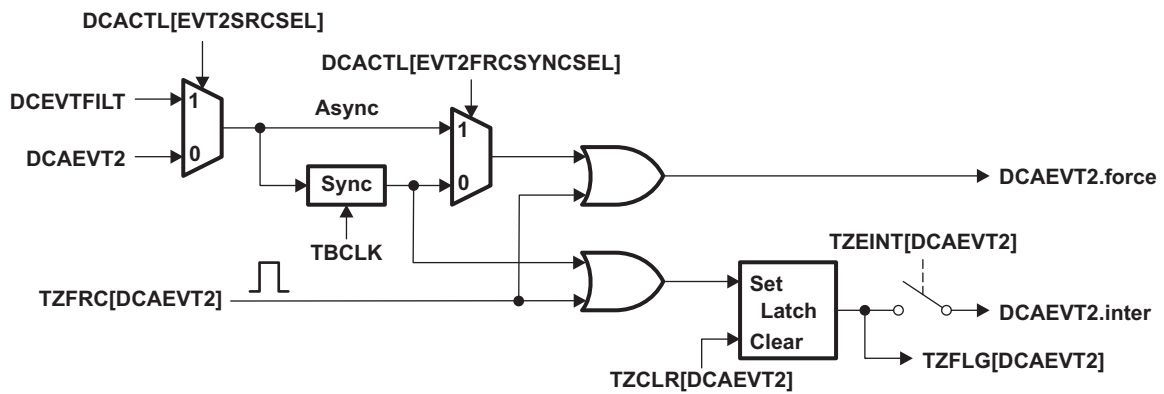 DCACTL[EVT2SRCSEL]
DCACTL[EVT2FRCSYNCSEL]
DCEVTFILT
1
Async
1
DCAEVT2
0
Sync
0
DCAEVT2.force
TBCLK
TZEINT[DCAEVT2]
TZFRC[DCAEVT2]
Set
Latch
Clear
DCAEVT2.inter
TZCLR[DCAEVT2]
TZFLG[DCAEVT2]